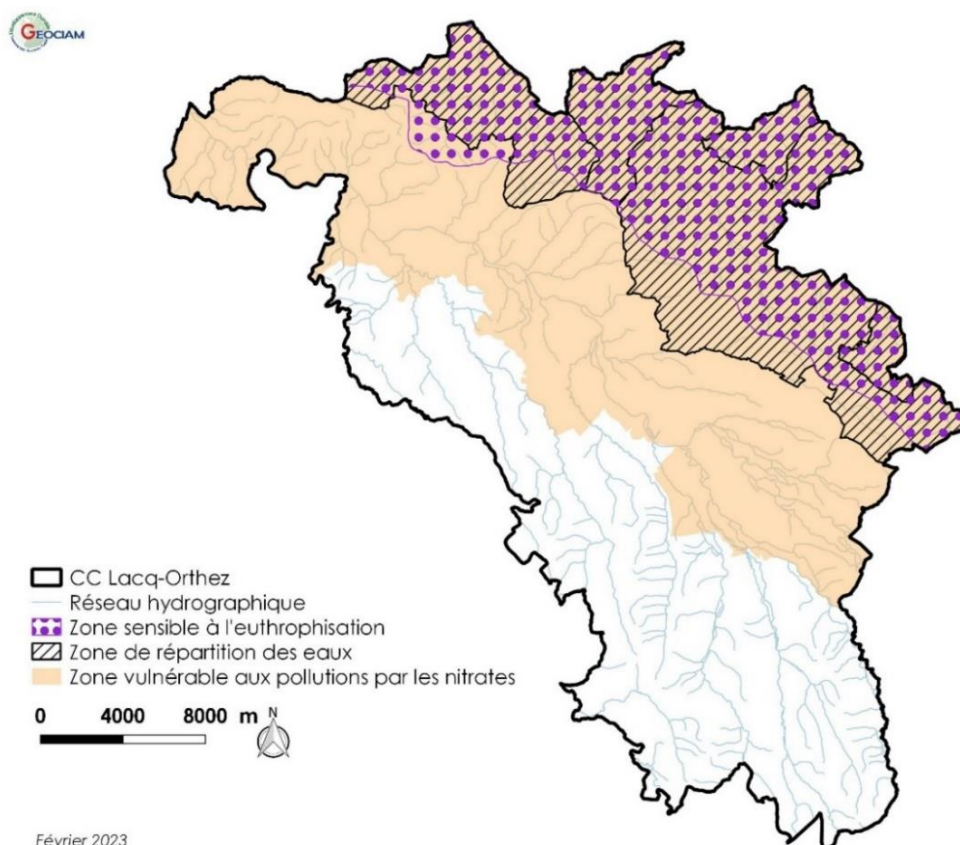 GEOCIAM
CC Lacq-Orthez
Réseau hydrographique
Zone sensible à l'euthrophisation
Zone de répartition des eaux
Zone vulnérable aux pollutions par les nitrates
0 4000 8000 m
N
Février 2023